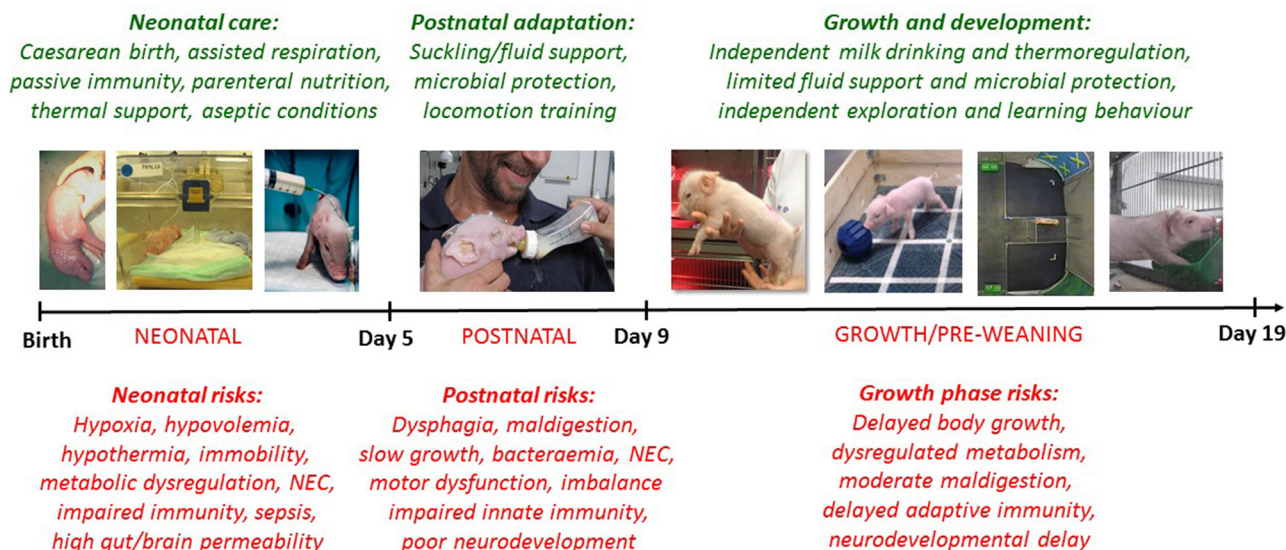 Neonatal care:
Caesarean birth, assisted respiration,
passive immunity, parenteral nutrition,
thermal support, aseptic conditions
Postnatal adaptation:
Suckling/fluid support,
microbial protection,
locomotion training
Growth and development:
Independent milk drinking and thermoregulation,
limited fluid support and microbial protection,
independent exploration and learning behaviour
Birth
NEONATAL
Day 5
POSTNATAL
Day 9
GROWTH/PRE-WEANING
Day 19
Neonatal risks:
Hypoxia, hypovolemia,
hypothermia, immobility,
metabolic dysregulation, NEC,
impaired immunity, sepsis,
high gut/brain permeability
Postnatal risks:
Dysphagia, maldigestion,
slow growth, bacteraemia, NEC,
motor dysfunction, imbalance
impaired innate immunity,
poor neurodevelopment
Growth phase risks:
Delayed body growth,
dysregulated metabolism,
moderate maldigestion,
delayed adaptive immunity,
neurodevelopmental delay